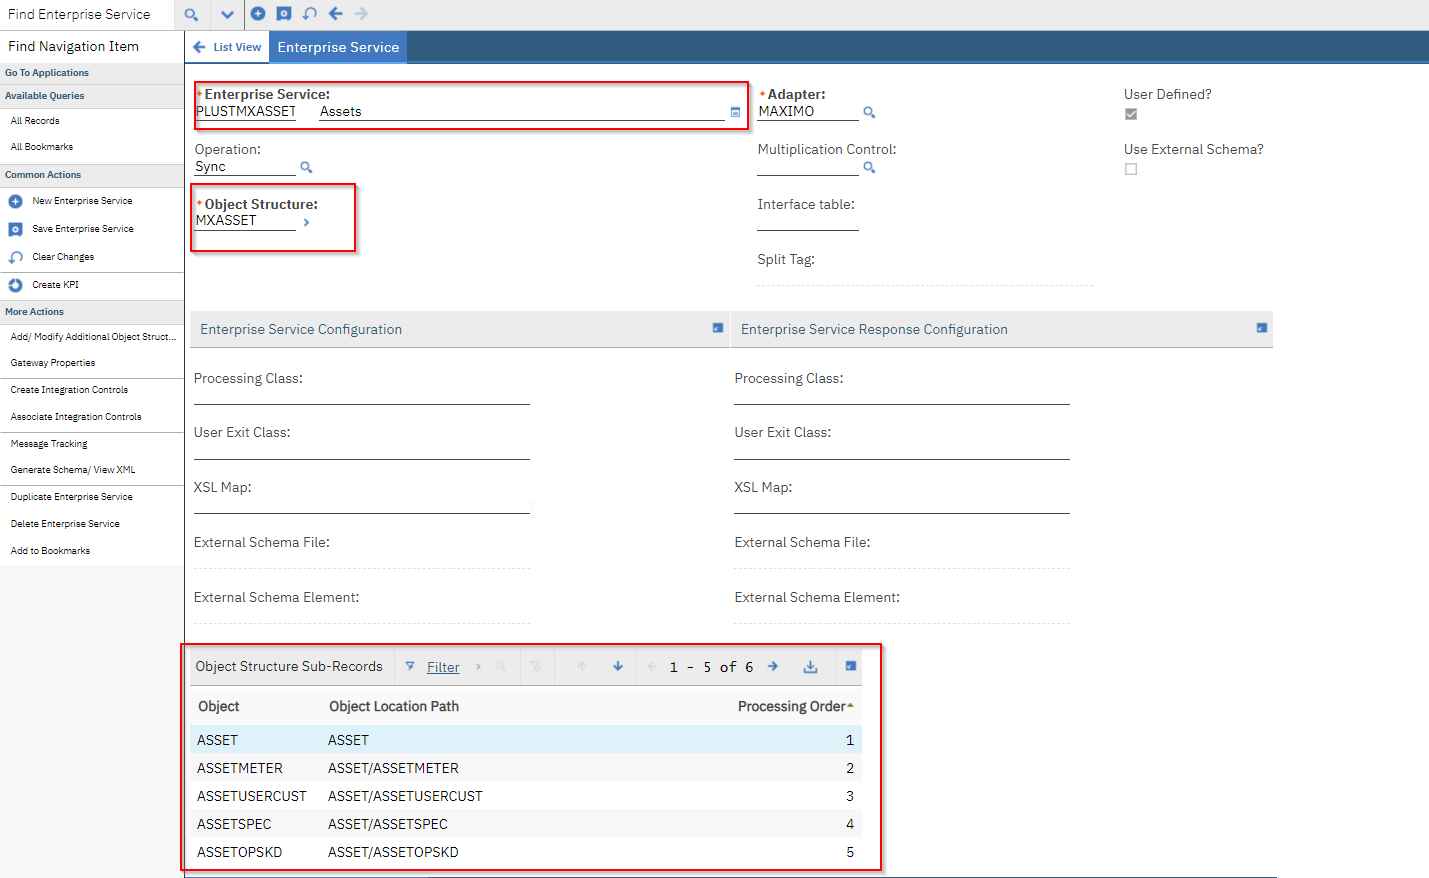 Find Enterprise Service
Find Navigation Item
List View
Enterprise Service
Go To Applications
Available Queries
All Records
All Bookmarks
Common Actions
New Enterprise Service
Save Enterprise Service
Clear Changes
Create KPI
More Actions
Add/ Modify Additional Object Struct...
Gateway Properties
Create Integration Controls
Associate Integration Controls
Message Tracking
Generate Schema/ View XML
Duplicate Enterprise Service
Delete Enterprise Service
Add to Bookmarks
*Enterprise Service:
PLUSTMXASSET Assets
*Adapter:
MAXIMO
User Defined?
Operation:
Sync
Multiplication Control:
Use External Schema?
*Object Structure:
MXASSET
Interface table:
Split Tag:
Enterprise Service Configuration
Enterprise Service Response Configuration
Processing Class:
Processing Class:
User Exit Class:
User Exit Class:
XSL Map:
XSL Map:
External Schema File:
External Schema File:
External Schema Element:
External Schema Element:
Object Structure Sub-Records Filter 1 - 5 of 6
Object Object Location Path Processing Order
ASSET ASSET 1
ASSETMETER ASSET/ASSETMETER 2
ASSETUSERCUST ASSET/ASSETUSERCUST 3
ASSETSPEC ASSET/ASSETSPEC 4
ASSETOPSKD ASSET/ASSETOPSKD 5